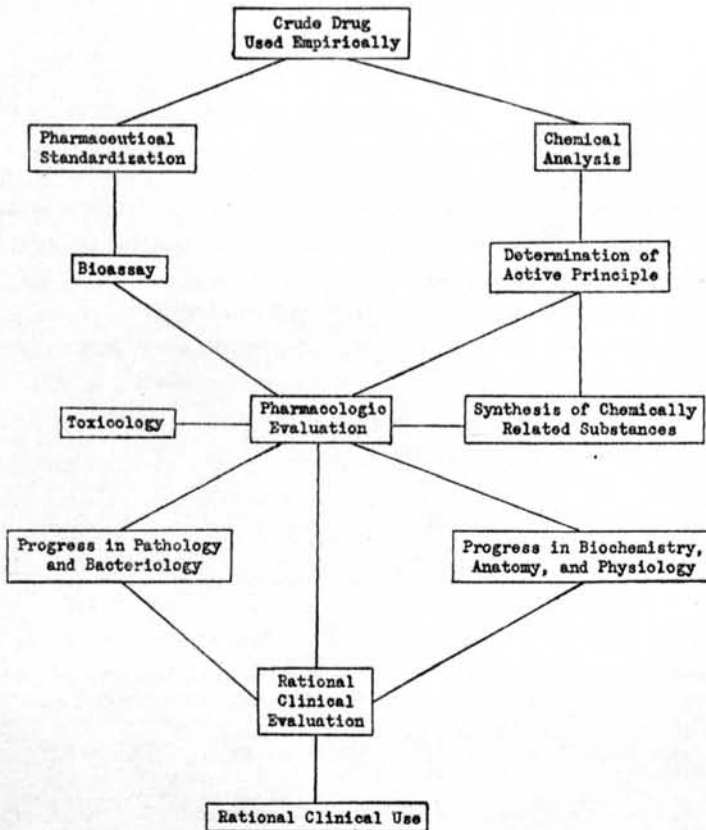 Crude Drug
Used Empirically
Pharmaceutical
Standardization
Chemical
Analysis
Bioassay
Determination of
Active Principle
Toxicology
Pharmacologic
Evaluation
Synthesis of Chemically
Related Substances
Progress in Pathology
and Bacteriology
Progress in Biochemistry,
Anatomy, and Physiology
Rational
Clinical
Evaluation
Rational Clinical Use